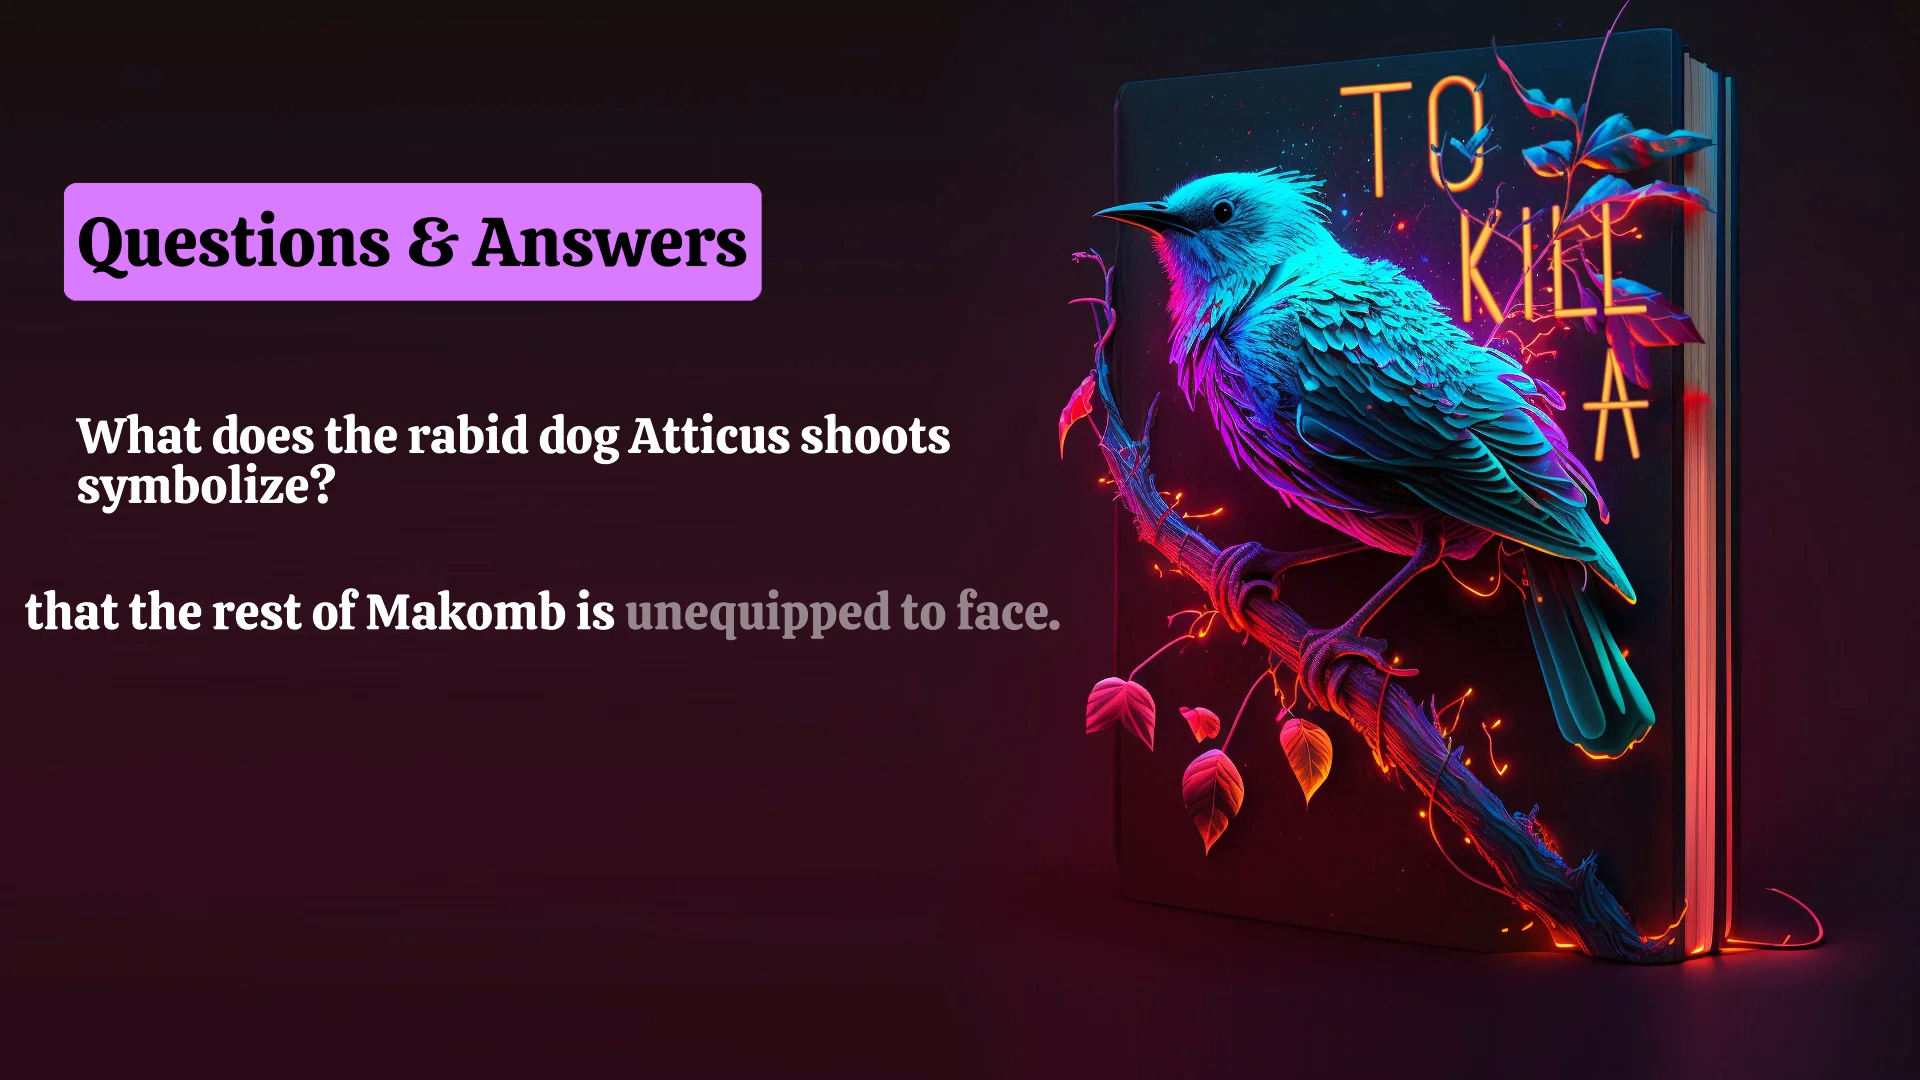 Questions & Answers
What does the rabid dog Atticus shoots
symbolize?
that the rest of Makomb is unequipped to face.
TO
KILL
A